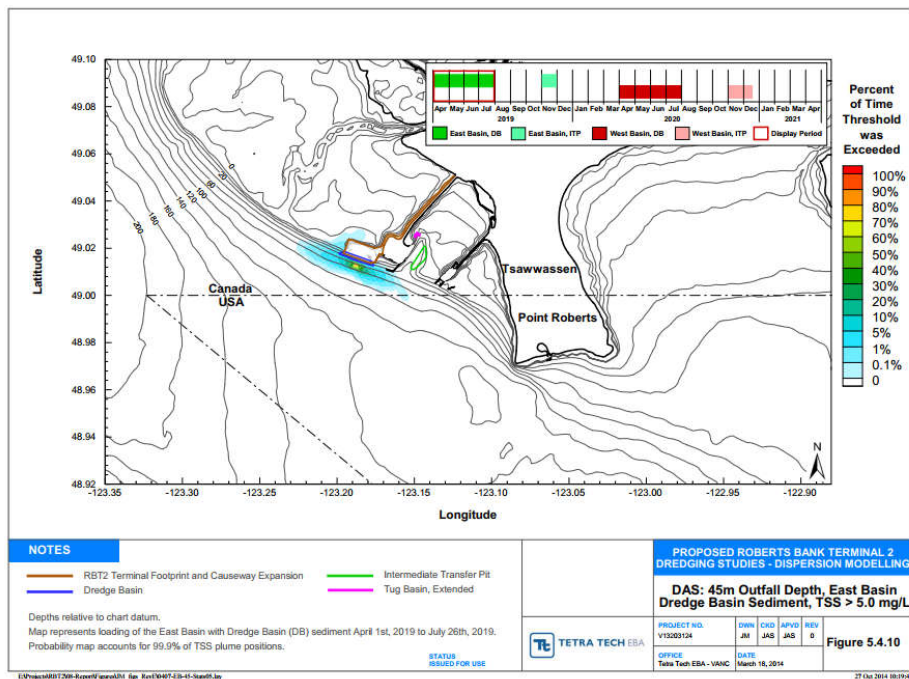 49.10
49.08
49.06
49.04
49.02
49.00
48.98
48.96
48.94
48.92
Latitude
-123.35
-123.30
-123.25
-123.20
-123.15
-123.10
-123.05
-123.00
-122.95
-122.90
Longitude
Apr May Jun Jul Aug Sep Oct Nov Dec Jan Feb Mar Apr May Jun Jul Aug Sep Oct Nov Dec Jan Feb Mar Apr
2019 2020 2021
East Basin, DB East Basin, ITP West Basin, DB West Basin, ITP Display Period
0
20
60
80
100
120
140
160
180
200
Canada
USA
Tsawwassen
Point Roberts
N
Percent
of Time
Threshold
was
Exceeded
100%
90%
80%
70%
60%
50%
40%
30%
20%
10%
5%
1%
0.1%
0
NOTES
RBT2 Terminal Footprint and Causeway Expansion
Dredge Basin
Intermediate Transfer Pit
Tug Basin, Extended
Depths relative to chart datum.
Map represents loading of the East Basin with Dredge Basin (DB) sediment April 1st, 2019 to July 26th, 2019.
Probability map accounts for 99.9% of TSS plume positions.
STATUS
ISSUED FOR USE
TETRA TECH EBA
PROPOSED ROBERTS BANK TERMINAL 2
DREDGING STUDIES - DISPERSION MODELLING
DAS: 45m Outfall Depth, East Basin
Dredge Basin Sediment, TSS > 5.0 mg/L
PROJECT NO. DWN CKD APVD REV
V13203124 JM JAS JAS 0
OFFICE DATE
Tetra Tech EBA - VANC March 18, 2014
Figure 5.4.10
27 Oct 2014